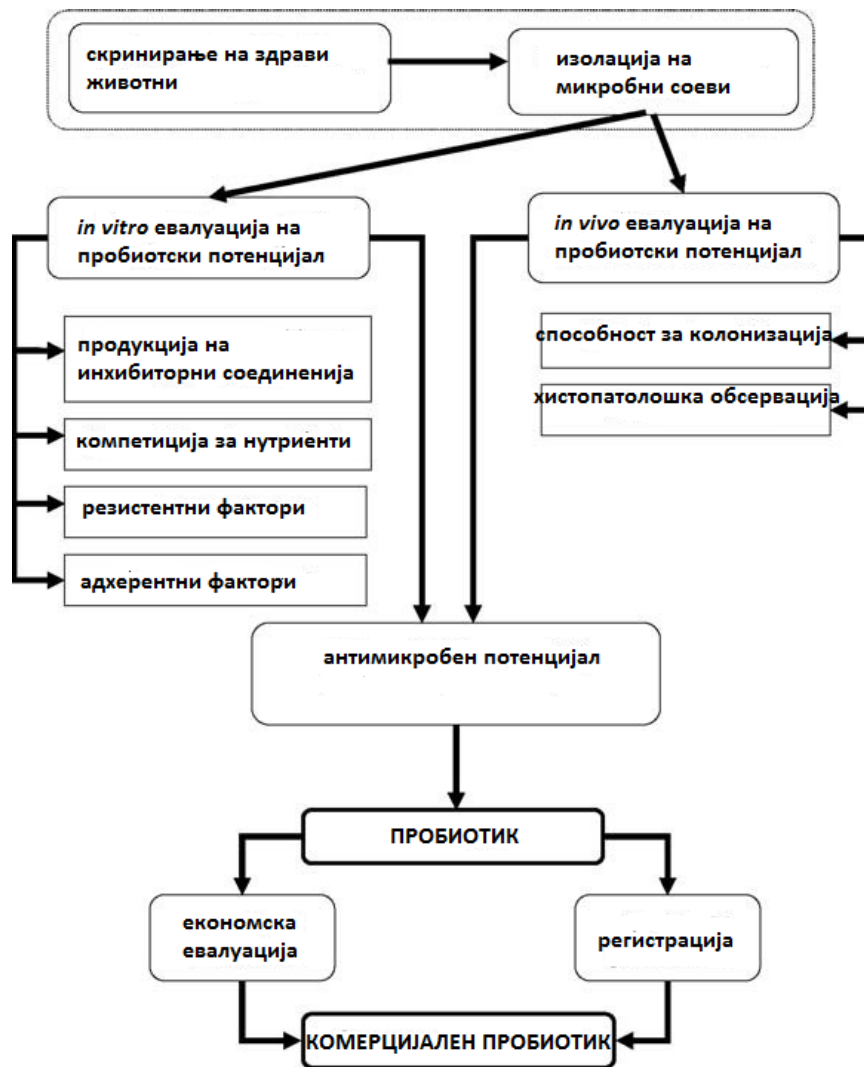 скринирање на здрави
животни
изолација на
микробни соеви
in vitro евалуација на
пробиотски потенцијал
in vivo евалуација на
пробиотски потенцијал
продукција на
инхибиторни соединенија
компетиција за нутриенти
резистентни фактори
адхерентни фактори
способност за колонизација
хистопатолошка обсервација
антимикробен потенцијал
ПРОБИОТИК
економска
евалуација
регистрација
КОМЕРЦИЈАЛЕН ПРОБИОТИК